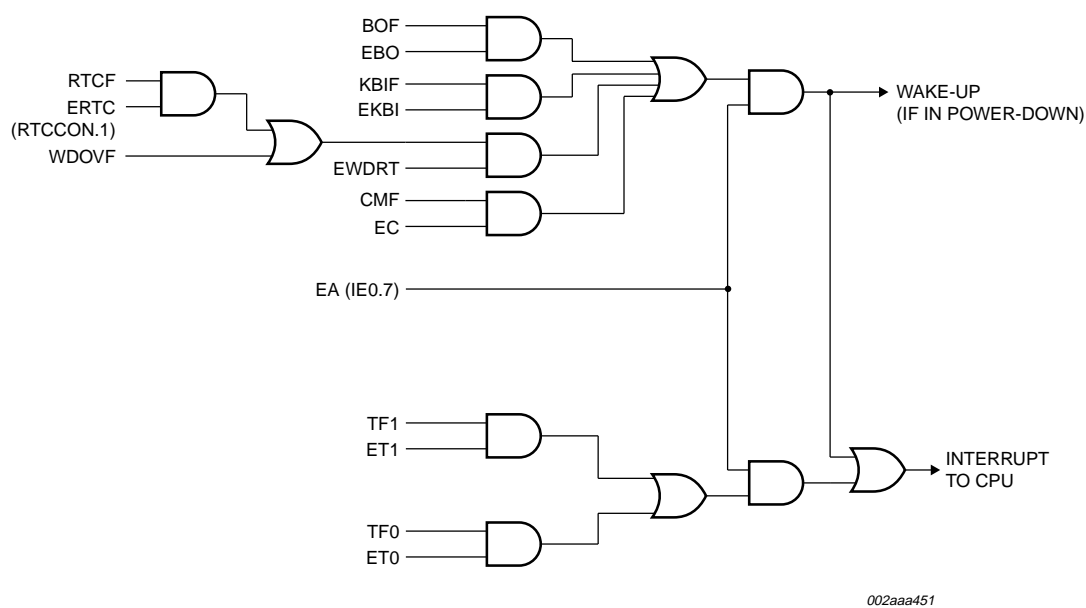 BOF
EBO
RTCF
ERTC
(RTCCON.1)
WDOVF
KBIF
EKBI
EWDRT
CMF
EC
WAKE-UP
(IF IN POWER-DOWN)
EA (IE0.7)
TF1
ET1
TF0
ET0
INTERRUPT
TO CPU
002aaa451